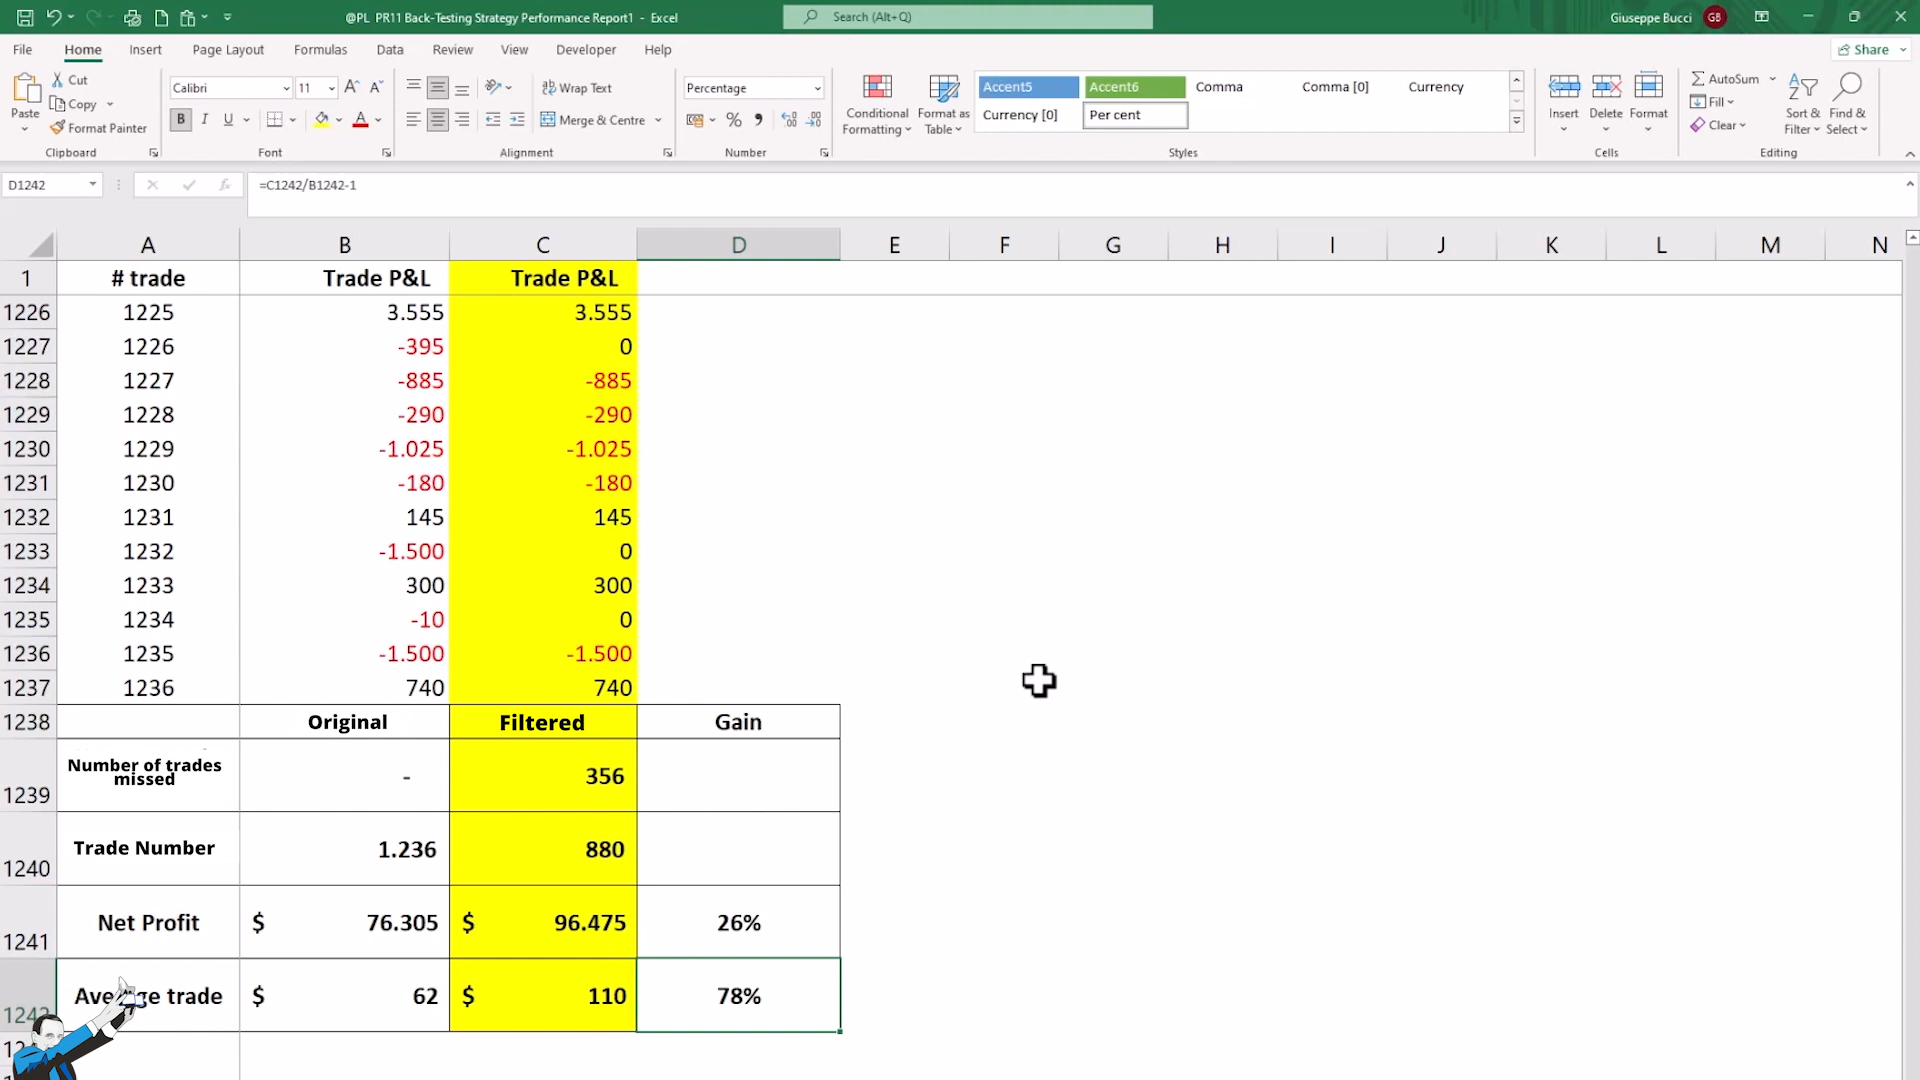 @PL PR11 Back-Testing Strategy Performance Report1 - Excel
Search (Alt+Q)
Giuseppe Bucci GB
File Home Insert Page Layout Formulas Data Review View Developer Help Share
Paste Cut Copy Format Painter Clipboard
Calibri 11 B I U A A A Font
Wrap Text Merge & Centre Alignment
Percentage % Number
Conditional Formatting Format as Table
Accent5 Accent6 Comma Comma [0] Currency
Currency [0] Per cent
Styles
Insert Delete Format Cells
AutoSum Fill Clear Sort & Filter Find & Select Editing
D1242 fx =C1242/B1242-1
A B C D E F G H I J K L M N
1 # trade Trade P&L Trade P&L
1226 1225 3.555 3.555
1227 1226 -395 0
1228 1227 -885 -885
1229 1228 -290 -290
1230 1229 -1.025 -1.025
1231 1230 -180 -180
1232 1231 145 145
1233 1232 -1.500 0
1234 1233 300 300
1235 1234 -10 0
1236 1235 -1.500 -1.500
1237 1236 740 740
1238 Original Filtered Gain
Number of trades
missed - 356
1239
Trade Number 1.236 880
1240
Net Profit $ 76.305 $ 96.475 26%
1241
trade $ 62 $ 110 78%